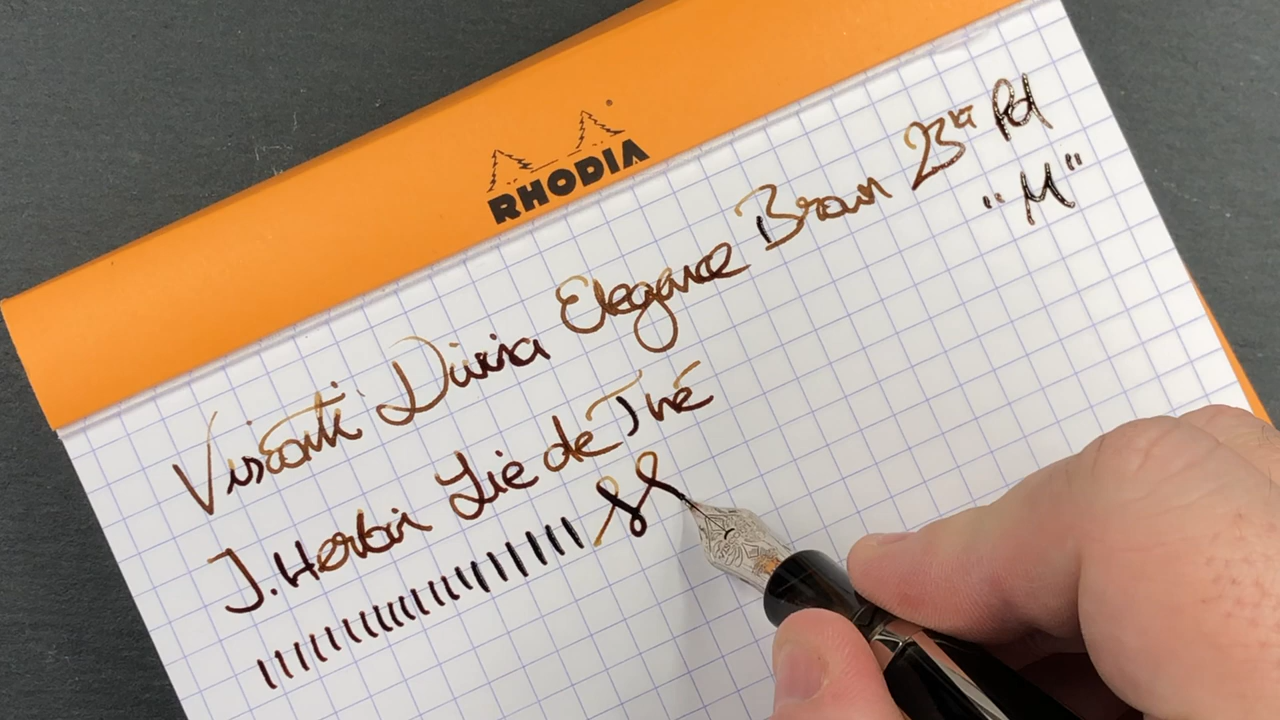 RHODIA
Visconti Divina Elegance Brown 23kt Pd
"M"
J. Herbin Lie de Thé